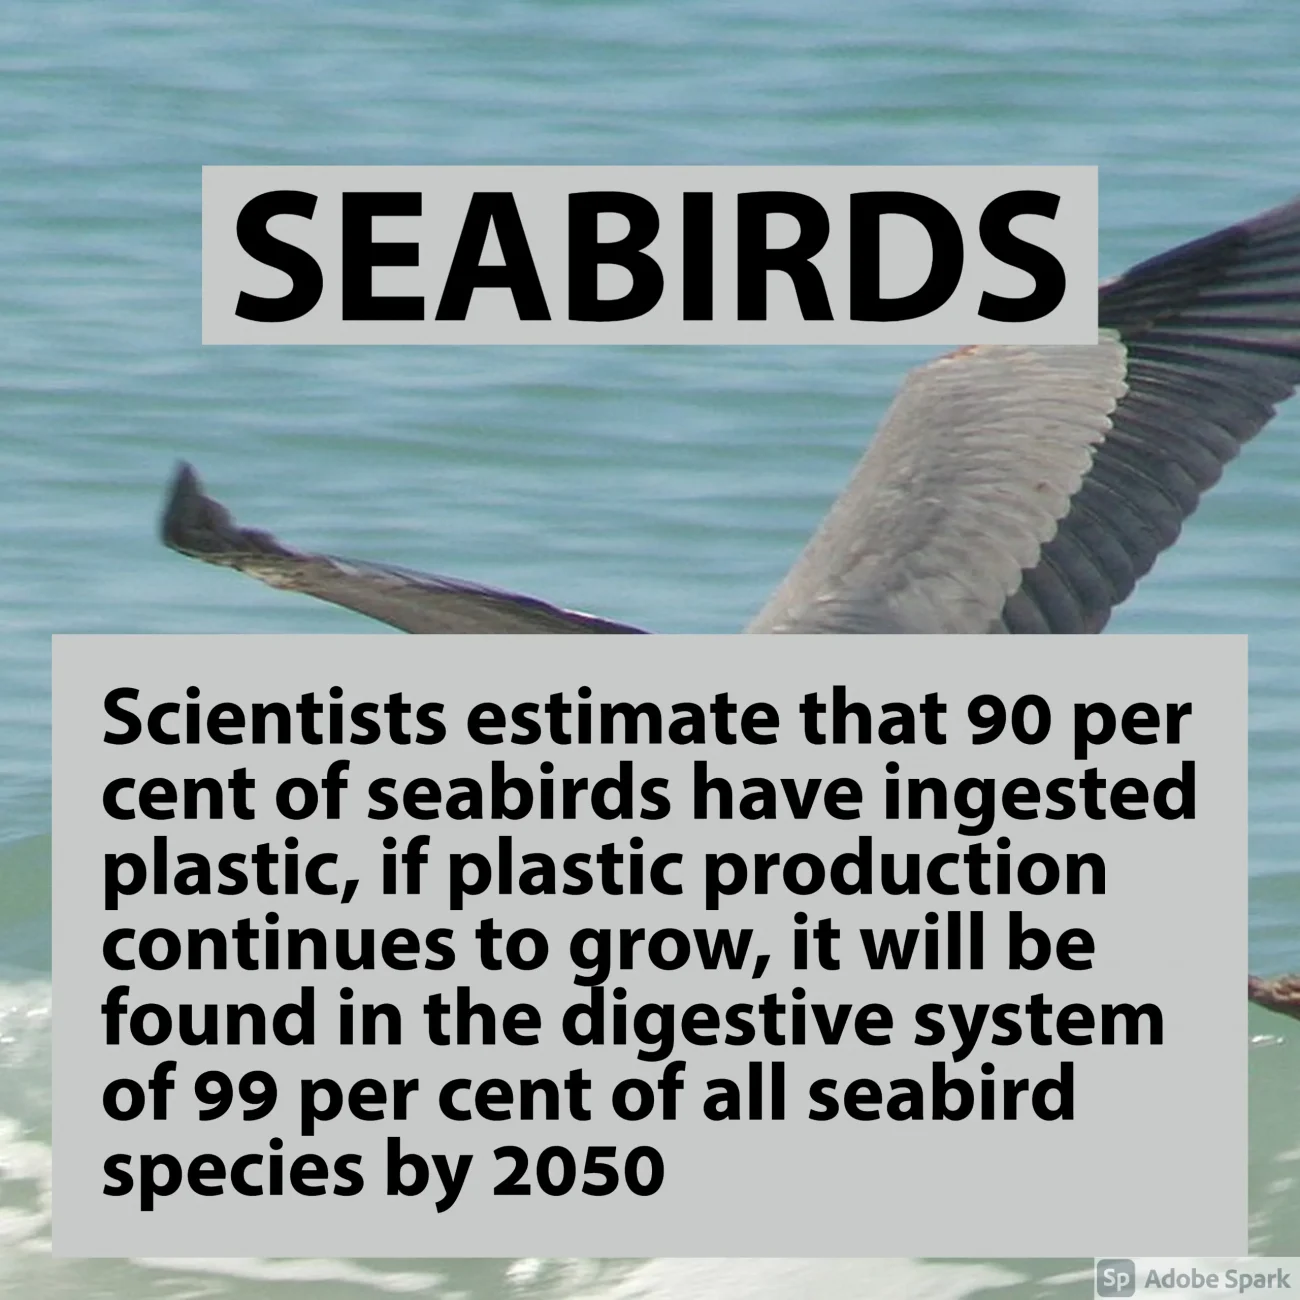 SEABIRDS
Scientists estimate that 90 per
cent of seabirds have ingested
plastic, if plastic production
continues to grow, it will be
found in the digestive system
of 99 per cent of all seabird
species by 2050
Sp Adobe Spark